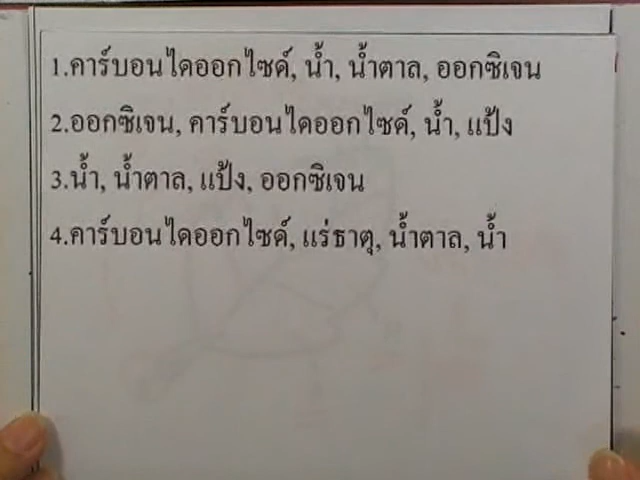 1.คาร์บอนไดออกไซด์, น้ำ, น้ำตาล, ออกซิเจน
2.ออกซิเจน, คาร์บอนไดออกไซด์, น้ำ, แป้ง
3.น้ำ, น้ำตาล, แป้ง, ออกซิเจน
4.คาร์บอนไดออกไซด์, แร่ธาตุ, น้ำตาล, น้ำ